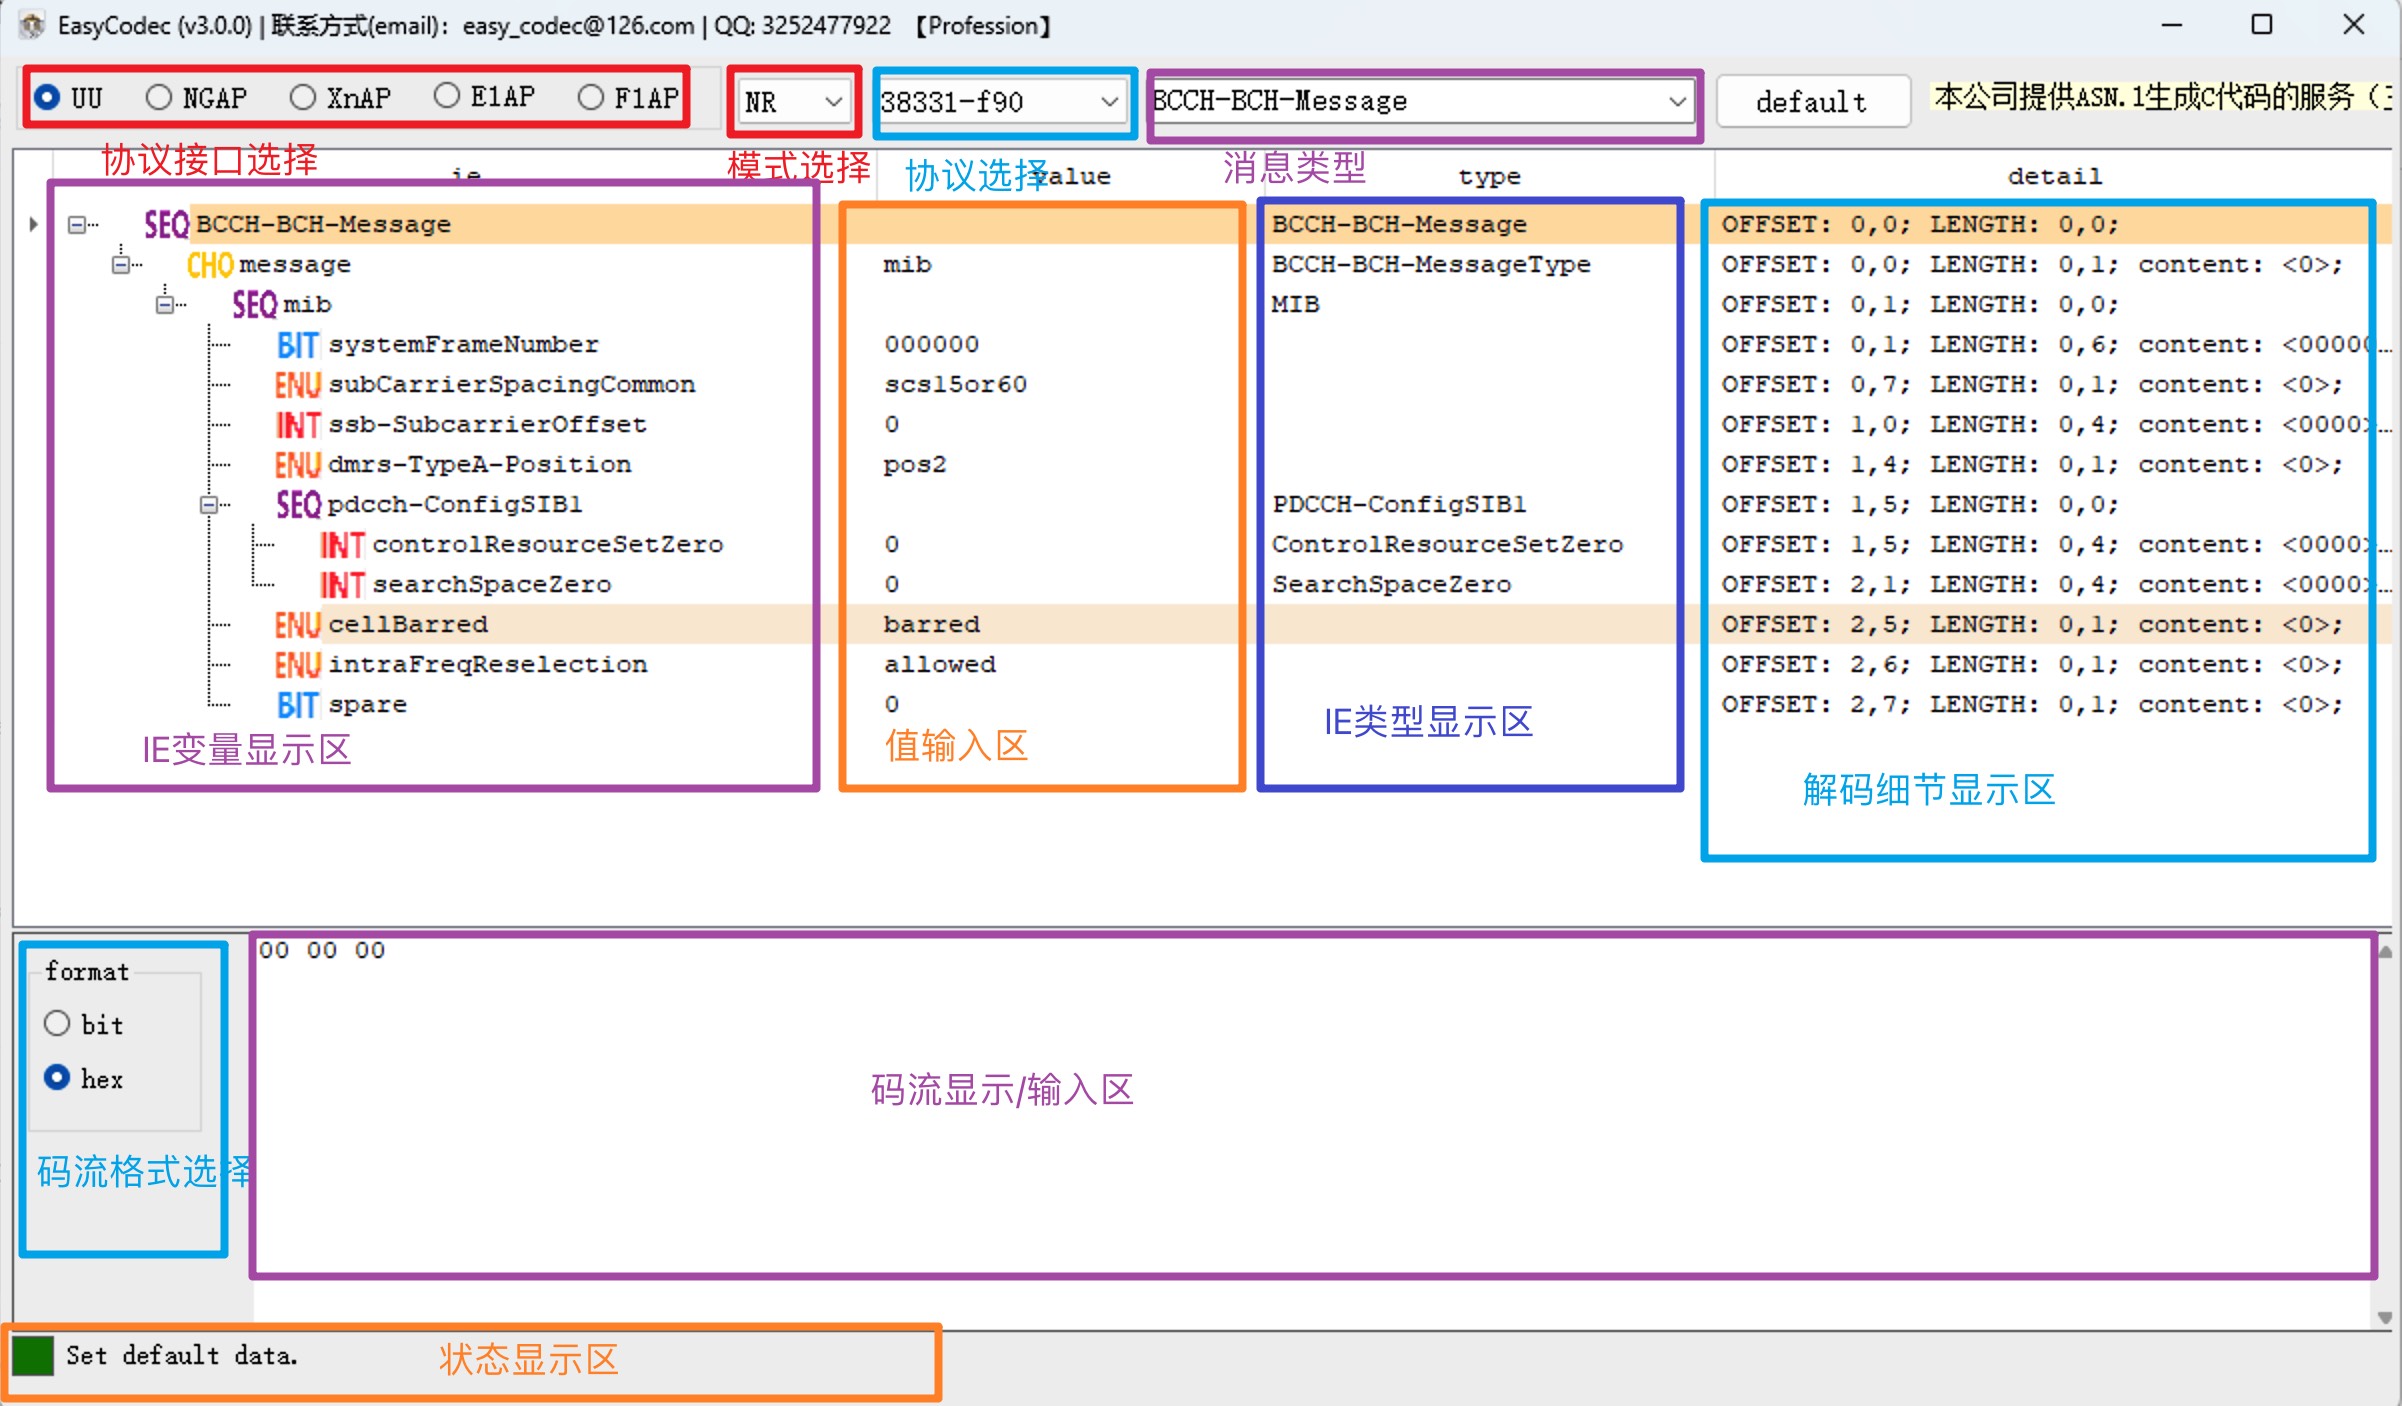 EasyCodec (v3.0.0) | 联系方式(email): easy_codec@126.com | QQ: 3252477922 【Profession】
UU NGAP XnAP E1AP F1AP NR 38331-f90 BCCH-BCH-Message default 本公司提供ASN.1生成C代码的服务（
协议接口选择 模式选择 协议选择 消息类型
ie value type detail
SEQ BCCH-BCH-Message BCCH-BCH-Message OFFSET: 0,0; LENGTH: 0,0;
CHO message mib BCCH-BCH-MessageType OFFSET: 0,0; LENGTH: 0,1; content: <0>;
SEQ mib MIB OFFSET: 0,1; LENGTH: 0,0;
BIT systemFrameNumber 000000 OFFSET: 0,1; LENGTH: 0,6; content: <00000...
ENU subCarrierSpacingCommon scs15or60 OFFSET: 0,7; LENGTH: 0,1; content: <0>;
INT ssb-SubcarrierOffset 0 OFFSET: 1,0; LENGTH: 0,4; content: <0000>...
ENU dmrs-TypeA-Position pos2 OFFSET: 1,4; LENGTH: 0,1; content: <0>;
SEQ pdcch-ConfigSIB1 PDCCH-ConfigSIB1 OFFSET: 1,5; LENGTH: 0,0;
INT controlResourceSetZero 0 ControlResourceSetZero OFFSET: 1,5; LENGTH: 0,4; content: <0000>...
INT searchSpaceZero 0 SearchSpaceZero OFFSET: 2,1; LENGTH: 0,4; content: <0000>...
ENU cellBarred barred OFFSET: 2,5; LENGTH: 0,1; content: <0>;
ENU intraFreqReselection allowed OFFSET: 2,6; LENGTH: 0,1; content: <0>;
BIT spare 0 OFFSET: 2,7; LENGTH: 0,1; content: <0>;
IE变量显示区 值输入区 IE类型显示区
解码细节显示区
00 00 00
format
bit
hex
码流显示/输入区
码流格式选择
Set default data. 状态显示区